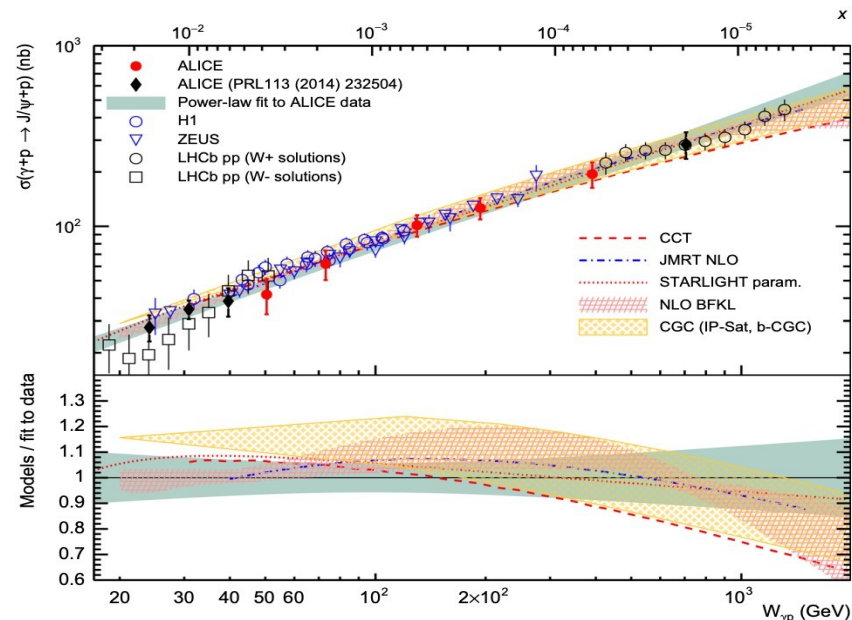 x
10⁻² 10⁻³ 10⁻⁴ 10⁻⁵
σ(γ+p → J/ψ+p) (nb)
10³
10²
ALICE
ALICE (PRL113 (2014) 232504)
Power-law fit to ALICE data
H1
ZEUS
LHCb pp (W+ solutions)
LHCb pp (W- solutions)
CCT
JMRT NLO
STARLIGHT param.
NLO BFKL
CGC (IP-Sat, b-CGC)
Models / fit to data
1.3
1.2
1.1
1
0.9
0.8
0.7
0.6
20 30 40 50 60 10² 2×10² 10³
Wγp (GeV)